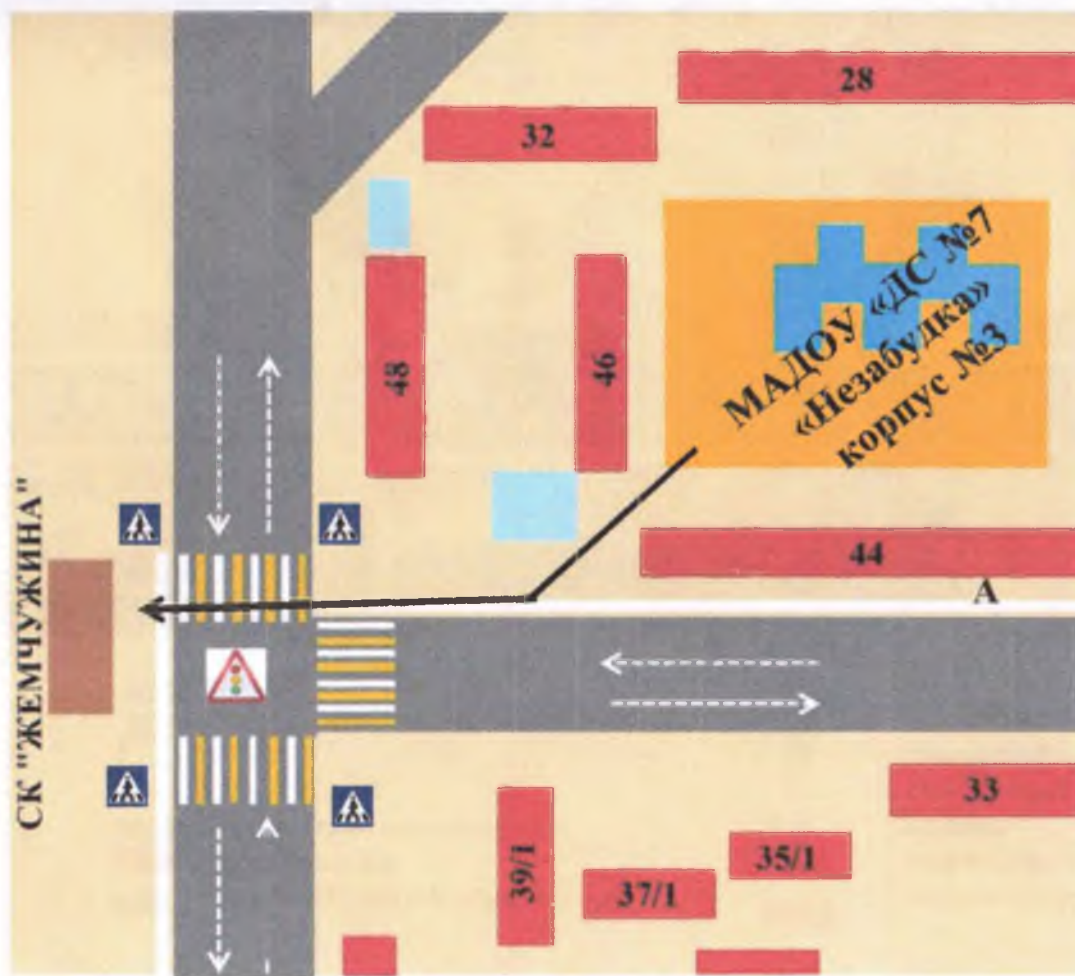 28
32
МАДОУ «ДС №7
«Незабудка»
корпус №3
48
46
СК "ЖЕМЧУЖИНА"
44
А
33
39/1
35/1
37/1